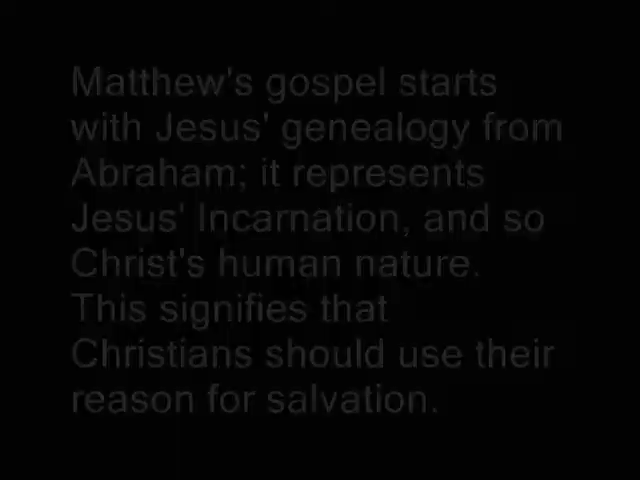 Matthew's gospel starts
with Jesus' genealogy from
Abraham; it represents
Jesus' Incarnation, and so
Christ's human nature.
This signifies that
Christians should use their
reason for salvation.